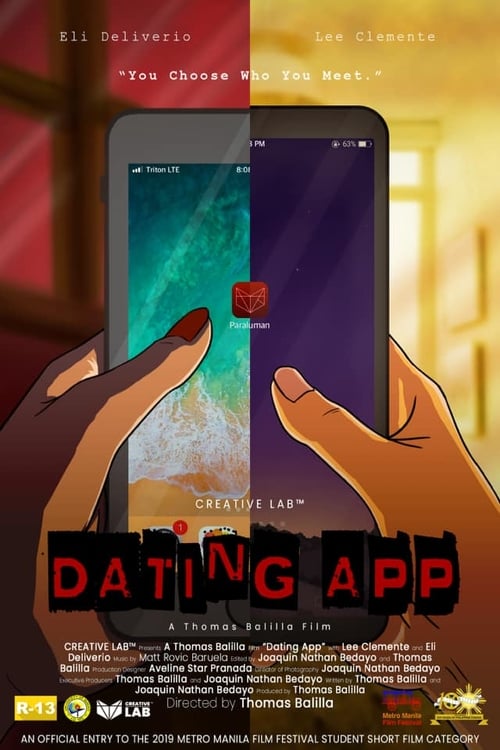 Eli Deliverio
Lee Clemente
"You Choose Who You Meet."
Triton LTE
8:08
3 PM
63%
Paraluman
1
CREATIVE LAB™
DATING APP
A Thomas Balilla Film
CREATIVE LAB™ Presents A Thomas Balilla Film "Dating App" with Lee Clemente and Eli
Deliverio Music by Matt Rovic Baruela Edited by Joaquin Nathan Bedayo and Thomas
Balilla Production Designer Aveline Star Pranada Director of Photography Joaquin Nathan Bedayo
Executive Producers Thomas Balilla and Joaquin Nathan Bedayo Written by Thomas Balilla and
Joaquin Nathan Bedayo Produced by Thomas Balilla
Directed by Thomas Balilla
R-13
CREATIVE
LAB
Metro Manila
Film Festival
AN OFFICIAL ENTRY TO THE 2019 METRO MANILA FILM FESTIVAL STUDENT SHORT FILM CATEGORY